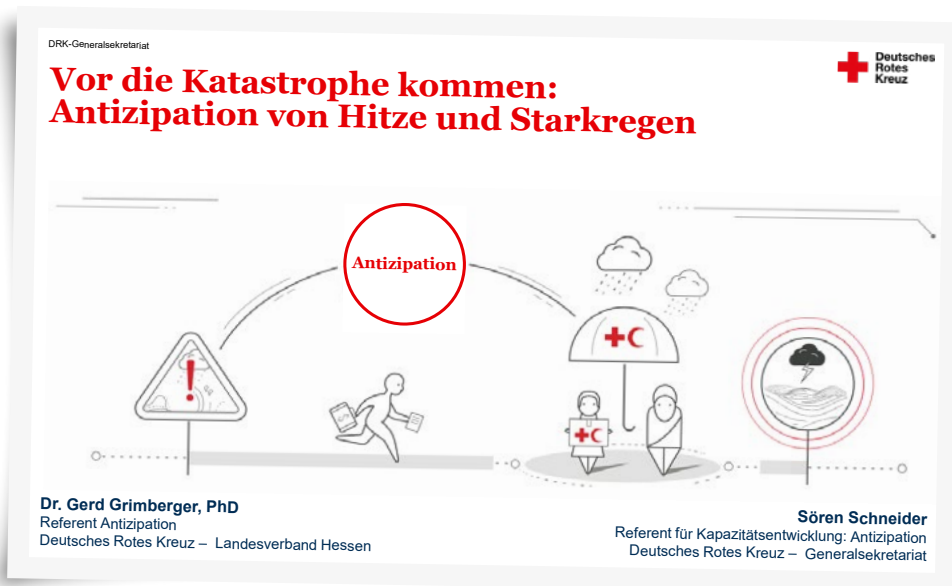 DRK-Generalsekretariat
Deutsches
Rotes
Kreuz
Vor die Katastrophe kommen:
Antizipation von Hitze und Starkregen
Antizipation
Dr. Gerd Grimberger, PhD
Referent Antizipation
Deutsches Rotes Kreuz – Landesverband Hessen
Sören Schneider
Referent für Kapazitätsentwicklung: Antizipation
Deutsches Rotes Kreuz – Generalsekretariat